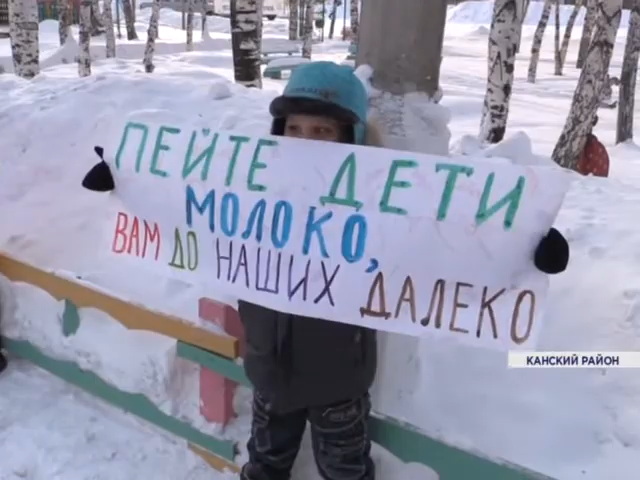 ПЕЙТЕ ДЕТИ
МОЛОКО,
ВАМ ДО НАШИХ ДАЛЕКО
КАНСКИЙ РАЙОН